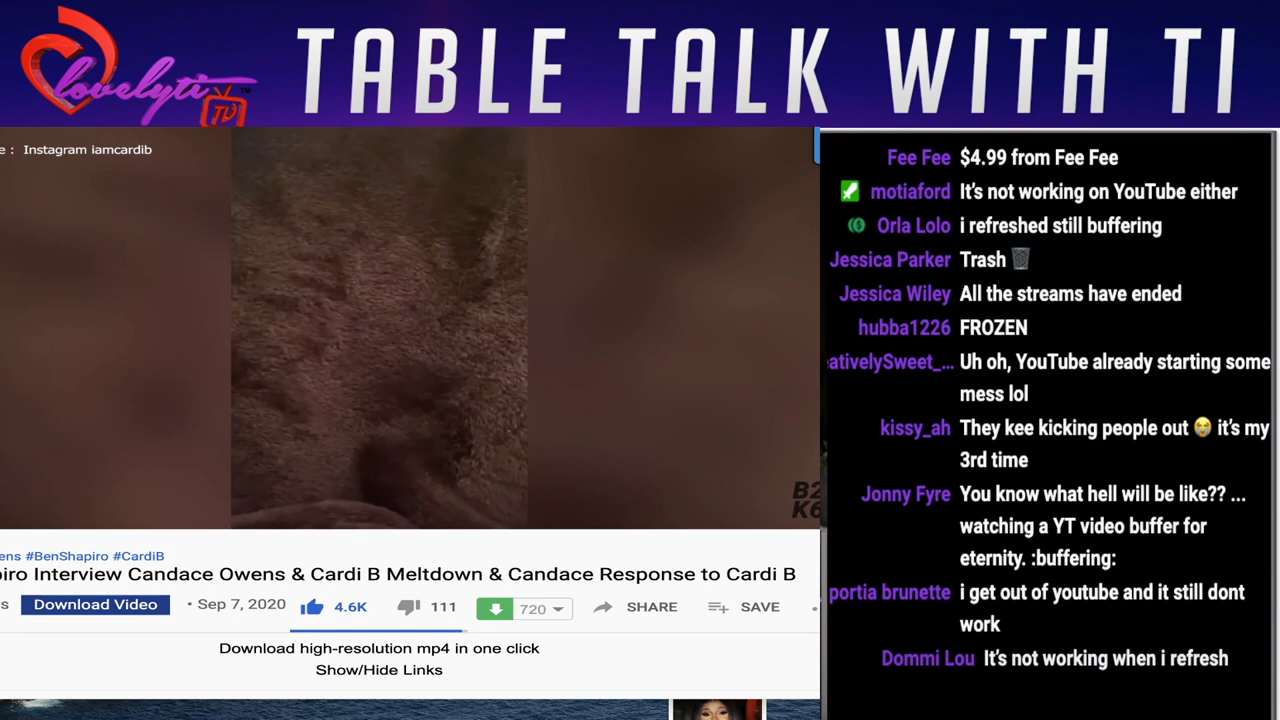 lovelyti™
TV
TABLE TALK WITH TI
e : Instagram iamcardib
B2
K6
ens #BenShapiro #CardiB
piro Interview Candace Owens & Cardi B Meltdown & Candace Response to Cardi B
s Download Video • Sep 7, 2020 4.6K 111 720 SHARE SAVE
Download high-resolution mp4 in one click
Show/Hide Links
Fee Fee $4.99 from Fee Fee
motiaford It’s not working on YouTube either
Orla Lolo i refreshed still buffering
Jessica Parker Trash 🗑️
Jessica Wiley All the streams have ended
hubba1226 FROZEN
eativelySweet_... Uh oh, YouTube already starting some
mess lol
kissy_ah They kee kicking people out 😭 it’s my
3rd time
Jonny Fyre You know what hell will be like?? ...
watching a YT video buffer for
eternity. :buffering:
portia brunette i get out of youtube and it still dont
work
Dommi Lou It’s not working when i refresh